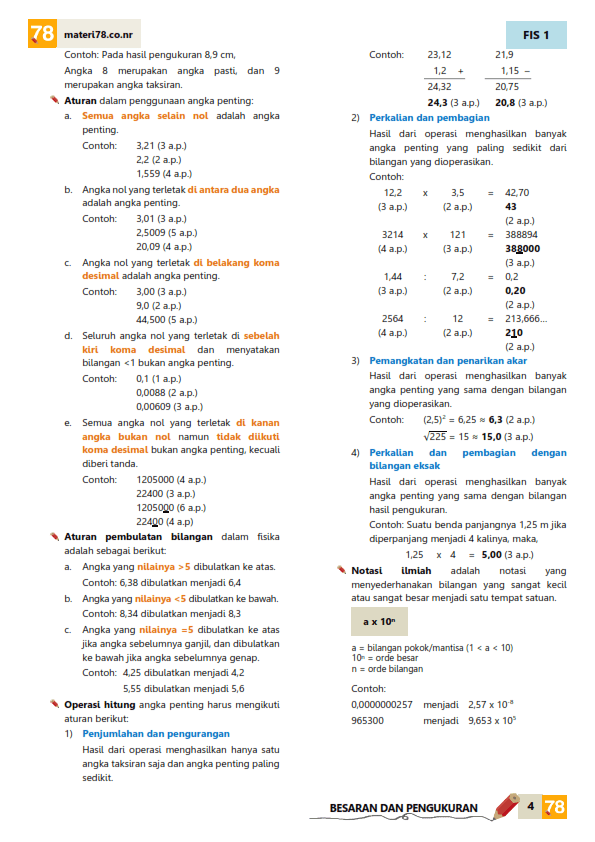 78 materi78.co.nr
FIS 1
Contoh: Pada hasil pengukuran 8,9 cm,
Angka 8 merupakan angka pasti, dan 9
merupakan angka taksiran.
Aturan dalam penggunaan angka penting:
a. Semua angka selain nol adalah angka
penting.
Contoh: 3,21 (3 a.p.)
2,2 (2 a.p.)
1,559 (4 a.p.)
b. Angka nol yang terletak di antara dua angka
adalah angka penting.
Contoh: 3,01 (3 a.p.)
2,5009 (5 a.p.)
20,09 (4 a.p.)
c. Angka nol yang terletak di belakang koma
desimal adalah angka penting.
Contoh: 3,00 (3 a.p.)
9,0 (2 a.p.)
44,500 (5 a.p.)
d. Seluruh angka nol yang terletak di sebelah
kiri koma desimal dan menyatakan
bilangan <1 bukan angka penting.
Contoh: 0,1 (1 a.p.)
0,0088 (2 a.p.)
0,00609 (3 a.p.)
e. Semua angka nol yang terletak di kanan
angka bukan nol namun tidak diikuti
koma desimal bukan angka penting, kecuali
diberi tanda.
Contoh: 1205000 (4 a.p.)
22400 (3 a.p.)
1205000 (6 a.p.)
22400 (4 a.p)
Aturan pembulatan bilangan dalam fisika
adalah sebagai berikut:
a. Angka yang nilainya >5 dibulatkan ke atas.
Contoh: 6,38 dibulatkan menjadi 6,4
b. Angka yang nilainya <5 dibulatkan ke bawah.
Contoh: 8,34 dibulatkan menjadi 8,3
c. Angka yang nilainya =5 dibulatkan ke atas
jika angka sebelumnya ganjil, dan dibulatkan
ke bawah jika angka sebelumnya genap.
Contoh: 4,25 dibulatkan menjadi 4,2
5,55 dibulatkan menjadi 5,6
Operasi hitung angka penting harus mengikuti
aturan berikut:
1) Penjumlahan dan pengurangan
Hasil dari operasi menghasilkan hanya satu
angka taksiran saja dan angka penting paling
sedikit.
Contoh: 23,12 21,9
1,2 + 1,15 –
24,32 20,75
24,3 (3 a.p.) 20,8 (3 a.p.)
2) Perkalian dan pembagian
Hasil dari operasi menghasilkan banyak
angka penting yang paling sedikit dari
bilangan yang dioperasikan.
Contoh:
12,2 x 3,5 = 42,70
(3 a.p.) (2 a.p.) 43
(2 a.p.)
3214 x 121 = 388894
(4 a.p.) (3 a.p.) 388000
(3 a.p.)
1,44 : 7,2 = 0,2
(3 a.p.) (2 a.p.) 0,20
(2 a.p.)
2564 : 12 = 213,666...
(4 a.p.) (2 a.p.) 210
(2 a.p.)
3) Pemangkatan dan penarikan akar
Hasil dari operasi menghasilkan banyak
angka penting yang sama dengan bilangan
yang dioperasikan.
Contoh: (2,5)² = 6,25 ≈ 6,3 (2 a.p.)
√225 = 15 ≈ 15,0 (3 a.p.)
4) Perkalian dan pembagian dengan
bilangan eksak
Hasil dari operasi menghasilkan banyak
angka penting yang sama dengan bilangan
hasil pengukuran.
Contoh: Suatu benda panjangnya 1,25 m jika
diperpanjang menjadi 4 kalinya, maka,
1,25 x 4 = 5,00 (3 a.p.)
Notasi ilmiah adalah notasi yang
menyederhanakan bilangan yang sangat kecil
atau sangat besar menjadi satu tempat satuan.
a x 10ⁿ
a = bilangan pokok/mantisa (1 < a < 10)
10ⁿ = orde besar
n = orde bilangan
Contoh:
0,0000000257 menjadi 2,57 x 10⁻⁸
965300 menjadi 9,653 x 10⁵
BESARAN DAN PENGUKURAN 4 78